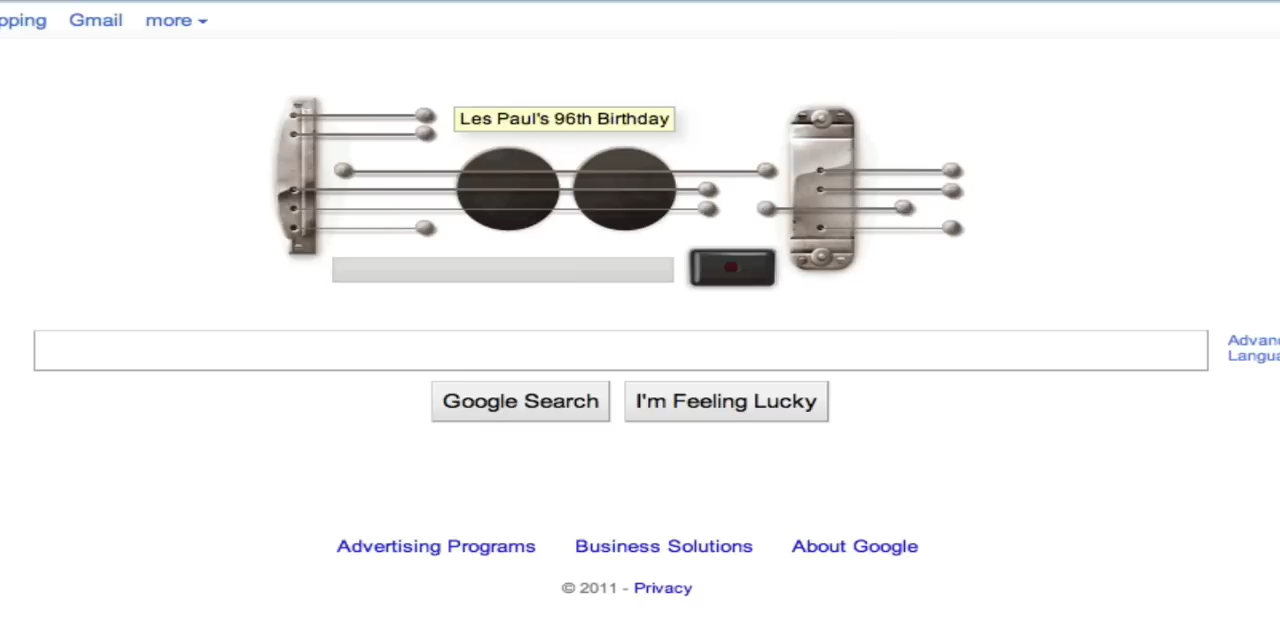 pping Gmail more
Les Paul's 96th Birthday
Google Search I'm Feeling Lucky
Advertising Programs Business Solutions About Google
© 2011 - Privacy